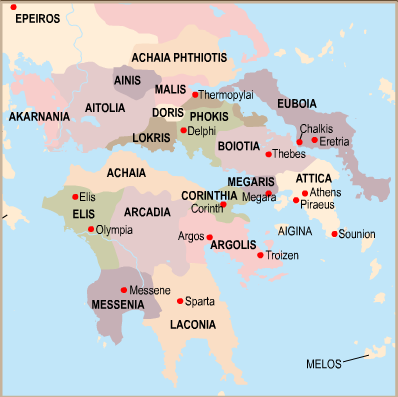 EPEIROS
ACHAIA PHTHIOTIS
AINIS
MALIS
Thermopylai
AITOLIA
EUBOIA
AKARNANIA
DORIS
PHOKIS
Delphi
LOKRIS
Chalkis
Eretria
BOIOTIA
Thebes
ACHAIA
MEGARIS
ATTICA
Elis
CORINTHIA
Megara
Athens
Corinth
Piraeus
ELIS
ARCADIA
Olympia
AIGINA
Sounion
Argos
ARGOLIS
Troizen
Messene
MESSENIA
Sparta
LACONIA
MELOS